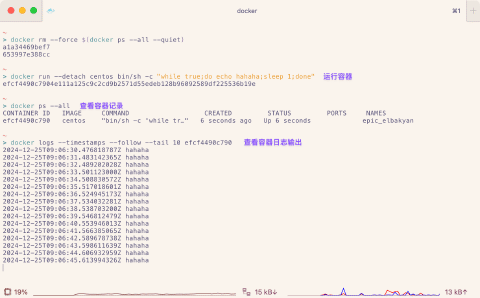 docker
⌘1
~
> docker rm --force $(docker ps --all --quiet)
a1a34469bef7
653997e388cc
~
> docker run --detach centos bin/sh -c "while true;do echo hahaha;sleep 1;done" 运行容器
efcf4490c7904e111a125c9c2cd9b2571d55edeb128b96892589df225536b19e
~
> docker ps --all 查看容器记录
CONTAINER ID IMAGE COMMAND CREATED STATUS PORTS NAMES
efcf4490c790 centos "bin/sh -c 'while tr…" 6 seconds ago Up 6 seconds epic_elbakyan
~
> docker logs --timestamps --follow --tail 10 efcf4490c790 查看容器日志输出
2024-12-25T09:06:30.476818787Z hahaha
2024-12-25T09:06:31.483142365Z hahaha
2024-12-25T09:06:32.489202028Z hahaha
2024-12-25T09:06:33.501123000Z hahaha
2024-12-25T09:06:34.508830572Z hahaha
2024-12-25T09:06:35.517018601Z hahaha
2024-12-25T09:06:36.524945173Z hahaha
2024-12-25T09:06:37.534032281Z hahaha
2024-12-25T09:06:38.538703200Z hahaha
2024-12-25T09:06:39.546812479Z hahaha
2024-12-25T09:06:40.553946013Z hahaha
2024-12-25T09:06:41.566385065Z hahaha
2024-12-25T09:06:42.589678738Z hahaha
2024-12-25T09:06:43.598611639Z hahaha
2024-12-25T09:06:44.606932959Z hahaha
2024-12-25T09:06:45.613994326Z hahaha
19% 15 kB↓ 13 kB↑